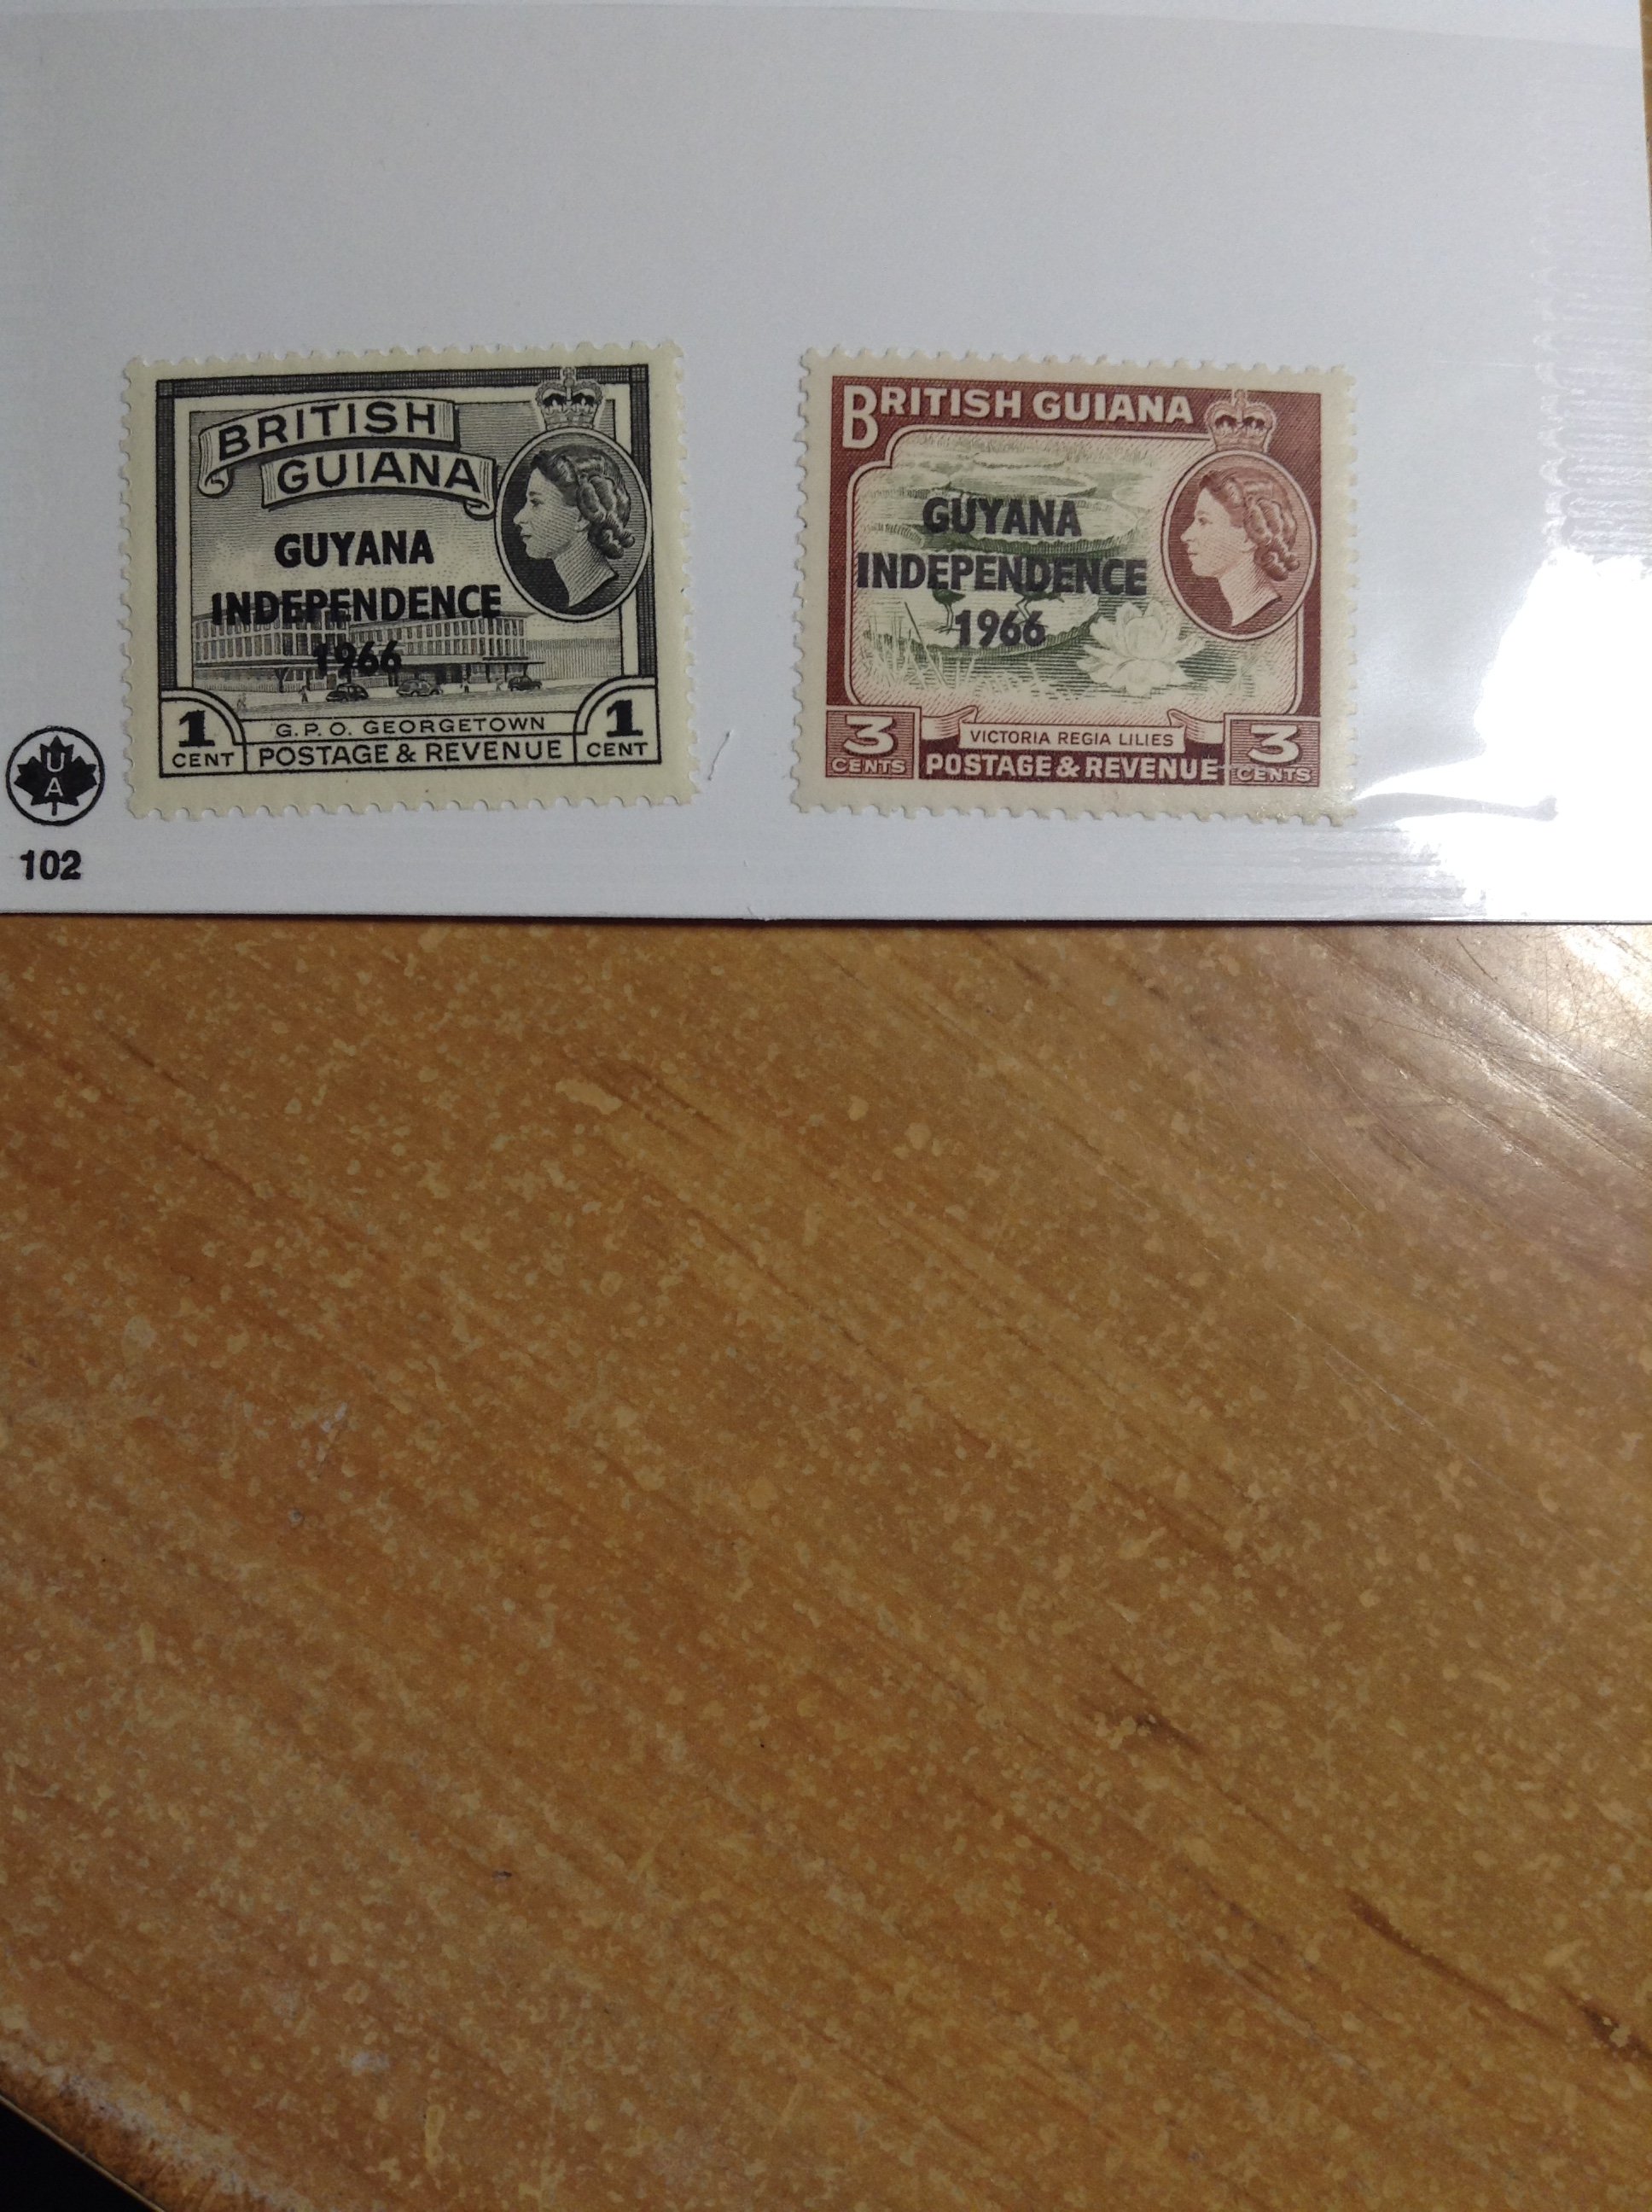 BRITISH
GUIANA
GUYANA
INDEPENDENCE
1966
1 CENT
G.P.O. GEORGETOWN
POSTAGE & REVENUE
1 CENT
BRITISH GUIANA
GUYANA
INDEPENDENCE
1966
3 CENTS
VICTORIA REGIA LILIES
POSTAGE & REVENUE
3 CENTS
U
A
102